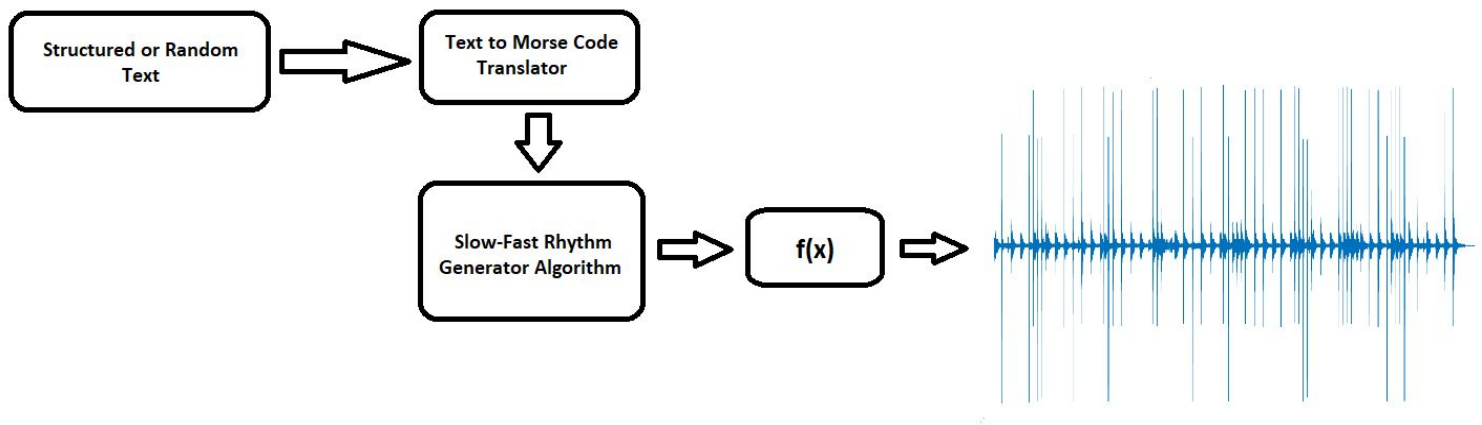 Structured or Random
Text
Text to Morse Code
Translator
Slow-Fast Rhythm
Generator Algorithm
f(x)